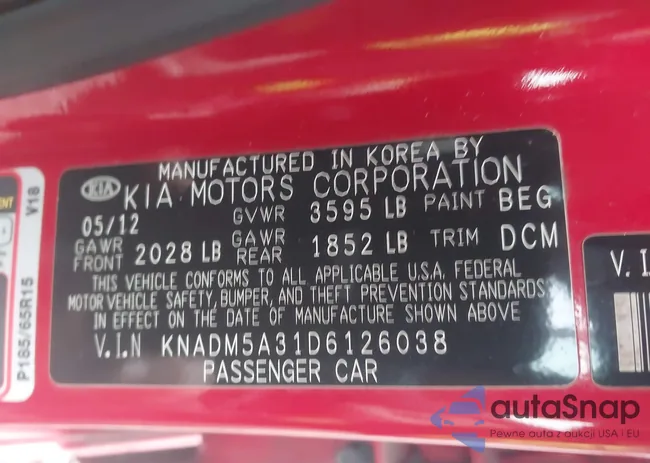 MANUFACTURED IN KOREA BY
KIA KIA MOTORS CORPORATION
05/12 GVWR 3595 LB PAINT BEG
GAWR FRONT 2028 LB GAWR REAR 1852 LB TRIM DCM
THIS VEHICLE CONFORMS TO ALL APPLICABLE U.S.A. FEDERAL
MOTOR VEHICLE SAFETY, BUMPER, AND THEFT PREVENTION STANDARDS
IN EFFECT ON THE DATE OF MANUFACTURE SHOWN ABOVE.
V.I.N KNADM5A31D6126038
PASSENGER CAR
P185/65R15
V18
V.I.
autoSnap
Pewne auta z aukcji USA i EU